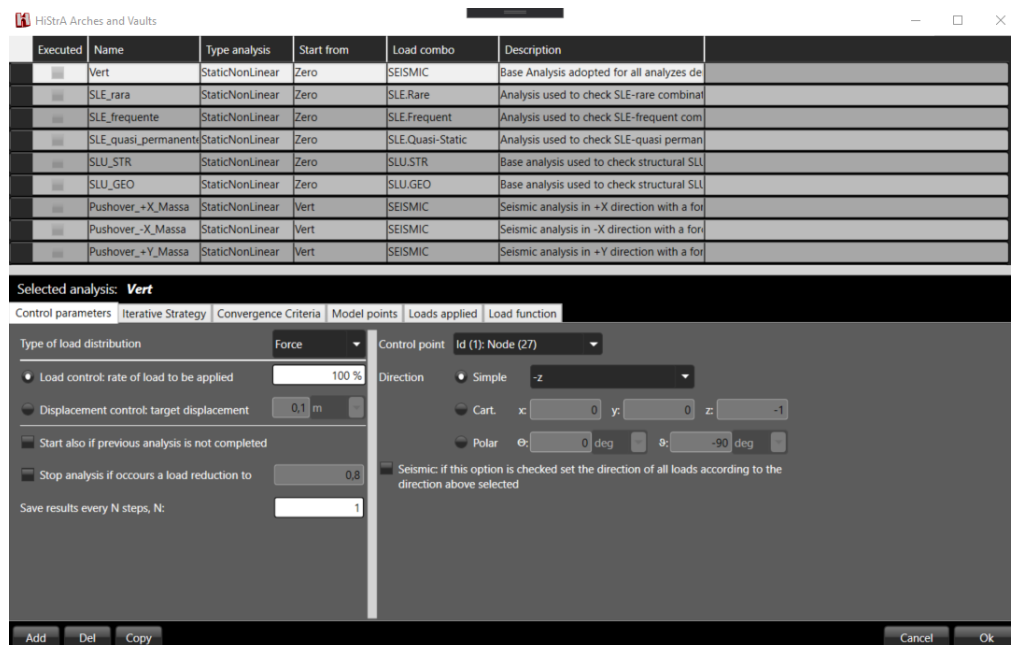 HiStrA Arches and Vaults
Executed Name Type analysis Start from Load combo Description
Vert StaticNonLinear Zero SEISMIC Base Analysis adopted for all analyzes de
SLE_rara StaticNonLinear Zero SLE.Rare Analysis used to check SLE-rare combinat
SLE_frequente StaticNonLinear Zero SLE.Frequent Analysis used to check SLE-frequent com
SLE_quasi_permanente StaticNonLinear Zero SLE.Quasi-Static Analysis used to check SLE-quasi perman
SLU_STR StaticNonLinear Zero SLU.STR Base analysis used to check structural SLU
SLU_GEO StaticNonLinear Zero SLU.GEO Base analysis used to check structural SLU
Pushover_+X_Massa StaticNonLinear Vert SEISMIC Seismic analysis in +X direction with a for
Pushover_-X_Massa StaticNonLinear Vert SEISMIC Seismic analysis in -X direction with a for
Pushover_+Y_Massa StaticNonLinear Vert SEISMIC Seismic analysis in +Y direction with a for
Selected analysis: Vert
Control parameters Iterative Strategy Convergence Criteria Model points Loads applied Load function
Type of load distribution Force Control point Id (1): Node (27)
Load control: rate of load to be applied 100 % Direction Simple -z
Displacement control: target displacement 0,1 m Cart. x: 0 y: 0 z: -1
Start also if previous analysis is not completed Polar Θ: 0 deg ϑ: -90 deg
Stop analysis if occours a load reduction to 0,8 Seismic: if this option is checked set the direction of all loads according to the
direction above selected
Save results every N steps, N: 1
Add Del Copy Cancel Ok